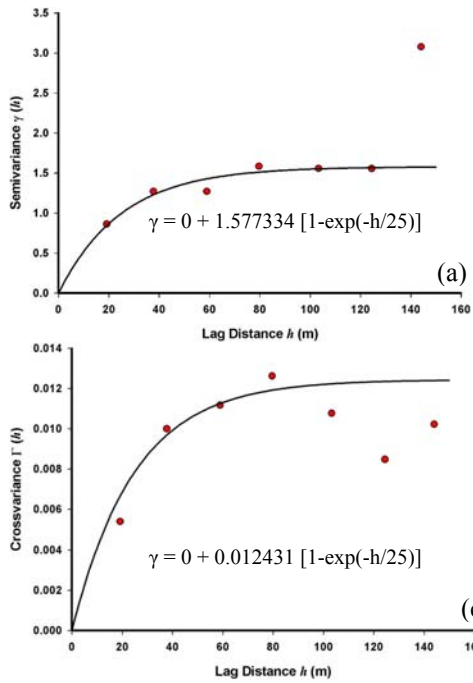 3.5
3.0
2.5
2.0
1.5
1.0
0.5
0.0
Semivariance γ (h)
γ = 0 + 1.577334 [1-exp(-h/25)]
(a)
0 20 40 60 80 100 120 140 160
Lag Distance h (m)
0.014
0.012
0.010
0.008
0.006
0.004
0.002
0.000
Crossvariance Γ (h)
γ = 0 + 0.012431 [1-exp(-h/25)]
0 20 40 60 80 100 120 140
Lag Distance h (m)